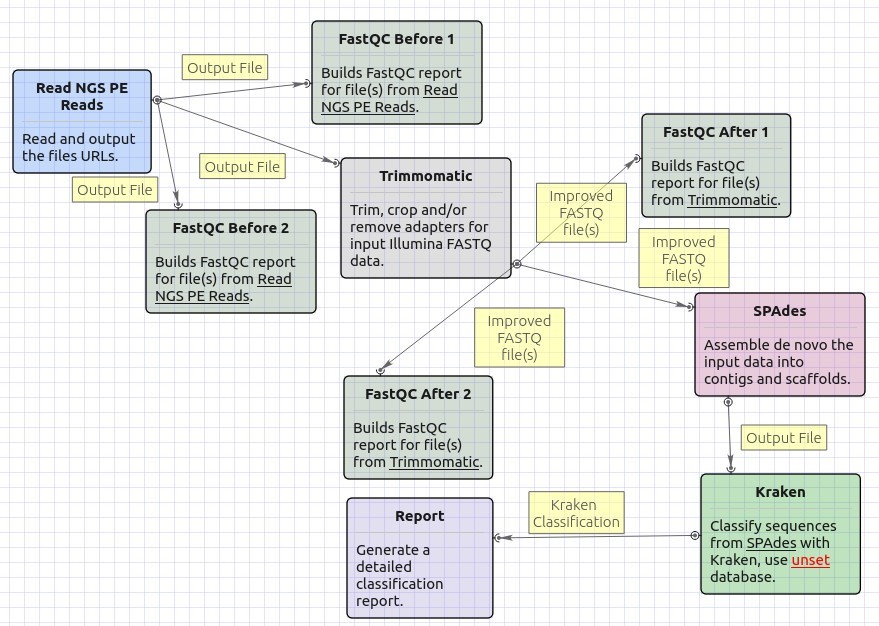 FastQC Before 1
Builds FastQC report
for file(s) from Read
NGS PE Reads.
Output File
Read NGS PE
Reads
Read and output
the files URLs.
Output File
Output File
FastQC Before 2
Builds FastQC report
for file(s) from Read
NGS PE Reads.
Trimmomatic
Trim, crop and/or
remove adapters for
input Illumina FASTQ
data.
Improved
FASTQ
file(s)
FastQC After 1
Builds FastQC
report for file(s)
from Trimmomatic.
Improved
FASTQ
file(s)
Improved
FASTQ
file(s)
SPAdes
Assemble de novo the
input data into
contigs and scaffolds.
FastQC After 2
Builds FastQC
report for file(s)
from Trimmomatic.
Output File
Kraken
Classify sequences
from SPAdes with
Kraken, use unset
database.
Kraken
Classification
Report
Generate a
detailed
classification
report.